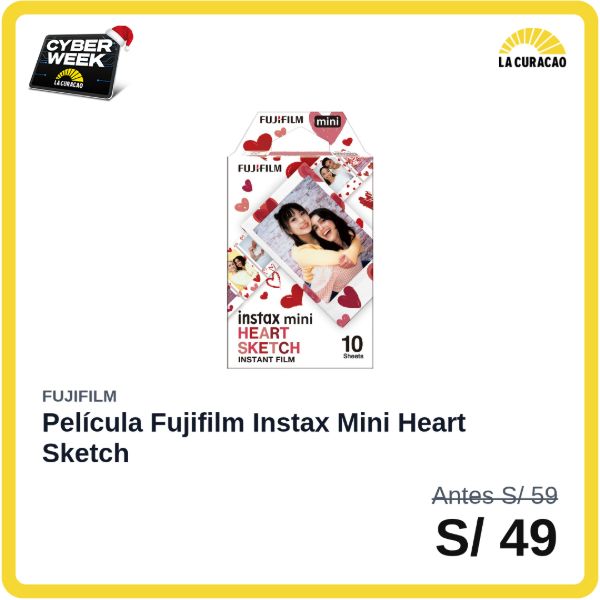 CYBER
WEEK
LA CURACAO
LA CURACAO
FUJIFILM
mini
FUJIFILM
instax mini
HEART
SKETCH
INSTANT FILM
10
Sheets
FUJIFILM
Película Fujifilm Instax Mini Heart
Sketch
Antes S/ 59
S/ 49